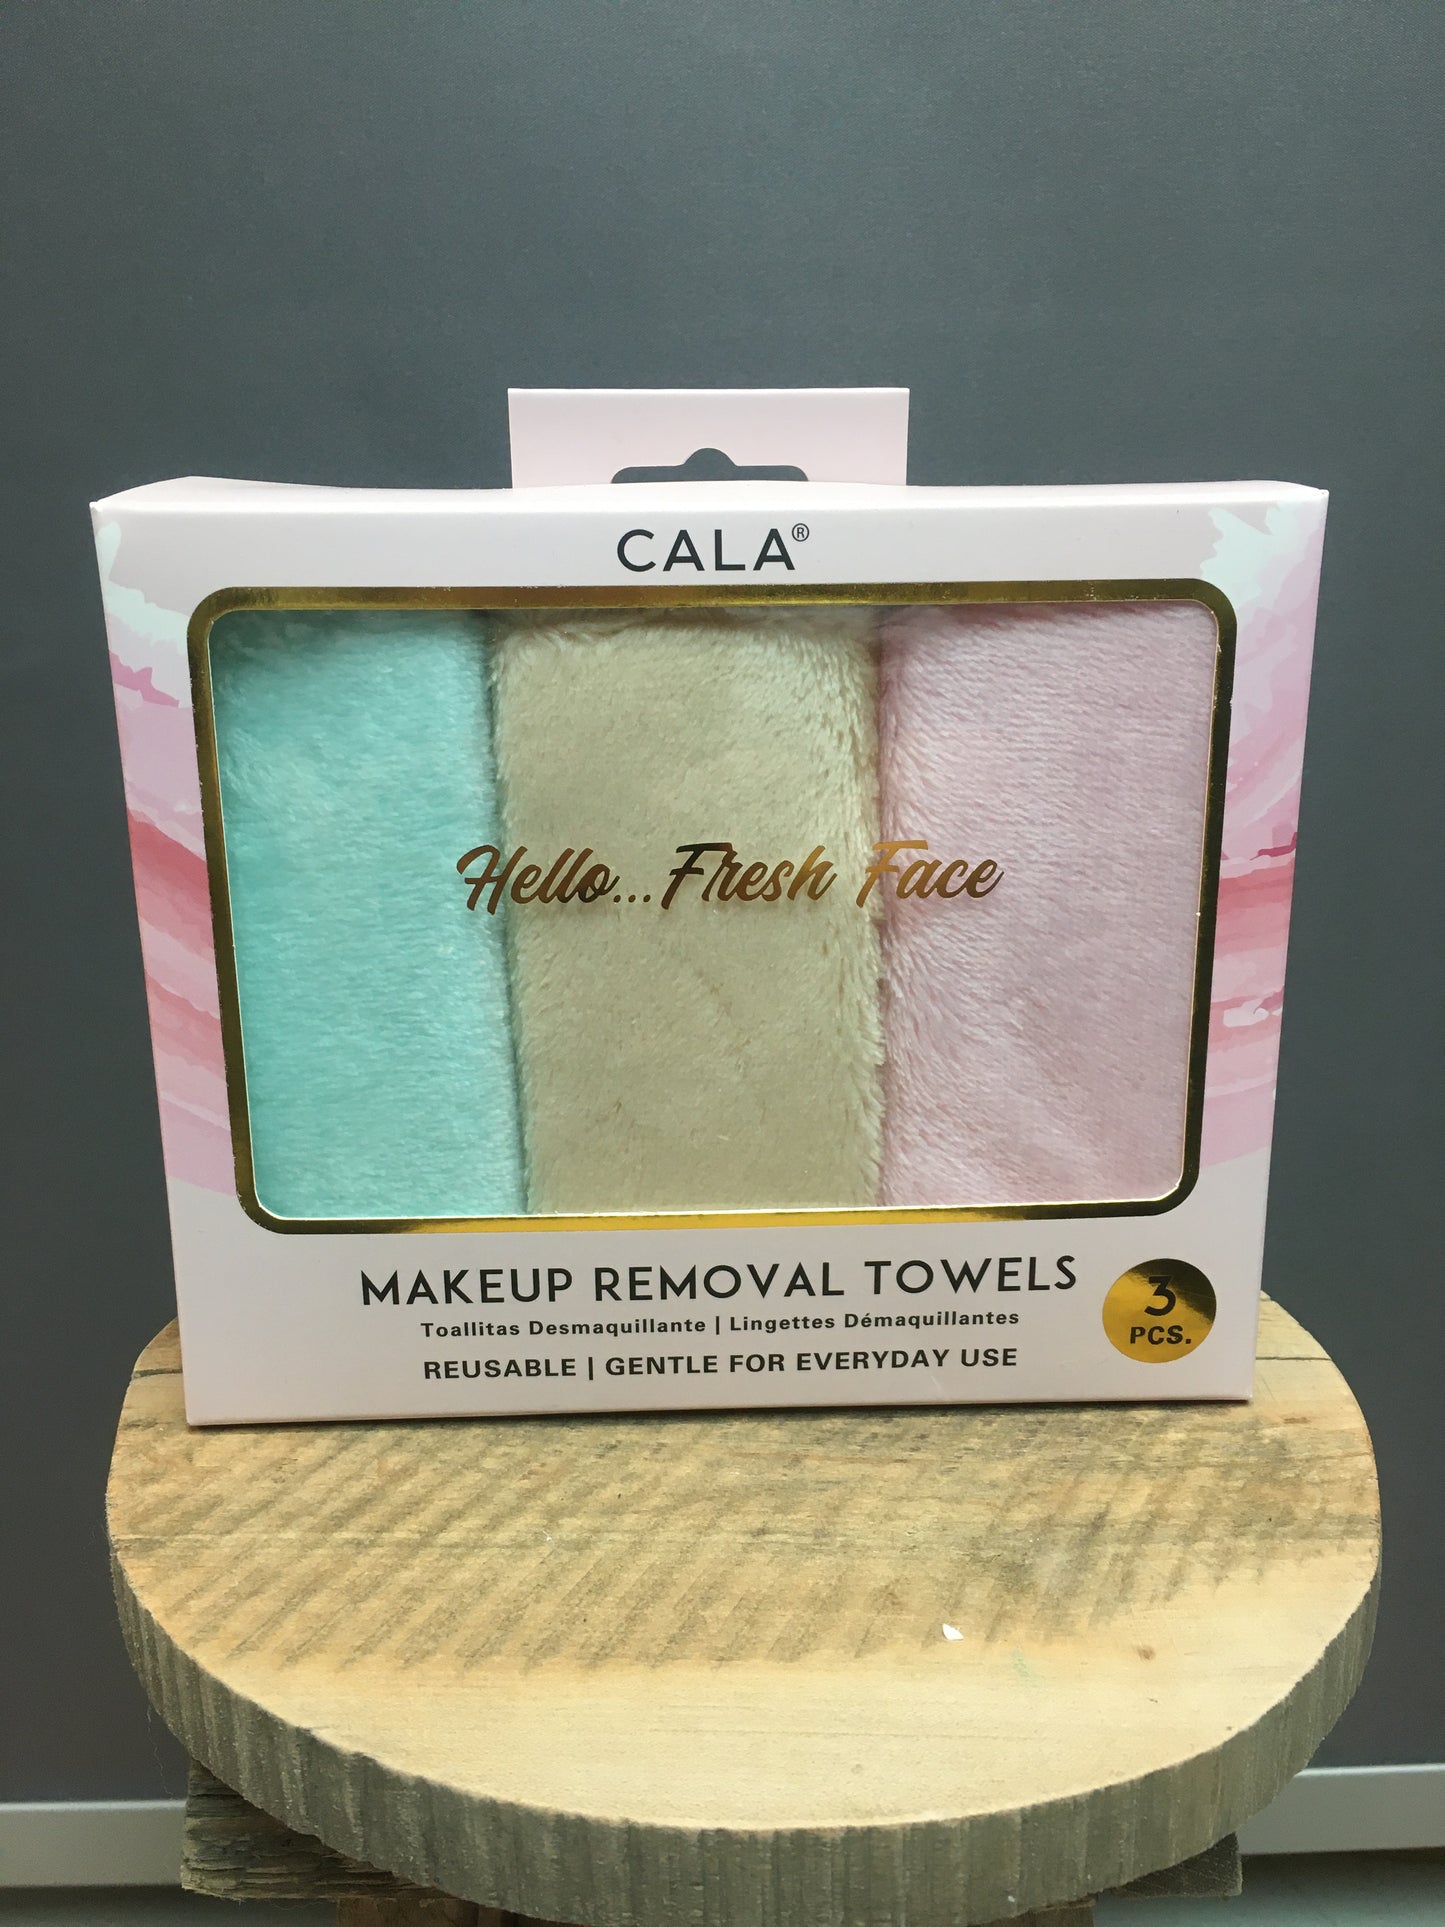 CALA®
Hello...Fresh Face
MAKEUP REMOVAL TOWELS
Toallitas Desmaquillante | Lingettes Démaquillantes
REUSABLE | GENTLE FOR EVERYDAY USE
3
PCS.